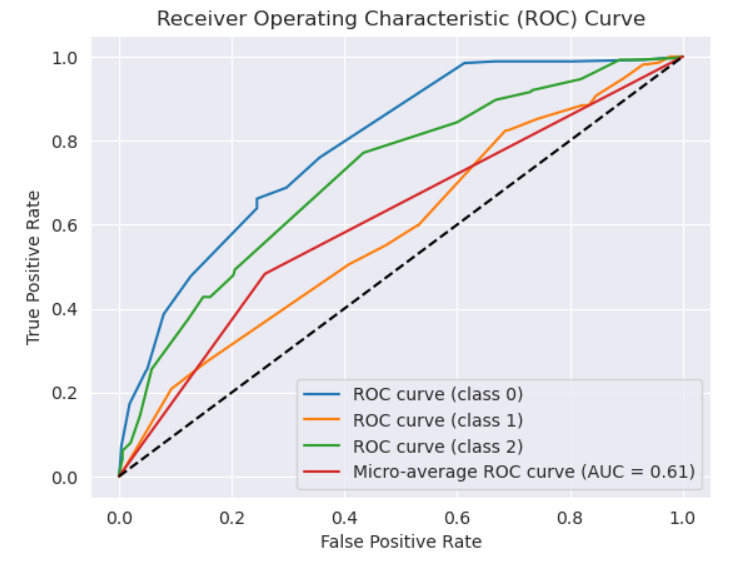 Receiver Operating Characteristic (ROC) Curve
True Positive Rate
1.0
0.8
0.6
0.4
0.2
0.0
ROC curve (class 0)
ROC curve (class 1)
ROC curve (class 2)
Micro-average ROC curve (AUC = 0.61)
0.0 0.2 0.4 0.6 0.8 1.0
False Positive Rate